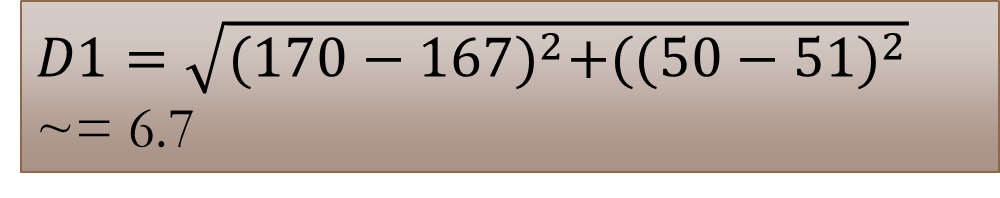 D1 = √(170 − 167)²+((50 − 51)²
~= 6.7